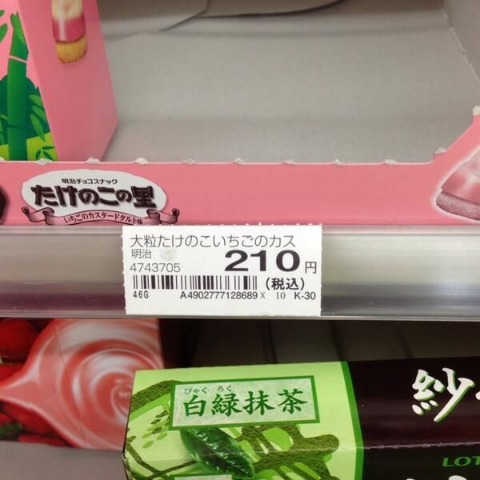 明治チョコスナック
たけのこの里
いちごのカスタードタルト味
大粒たけのこいちごのカス
明治
4743705
210円
(税込)
46G
A4902777128689X 10 K-30
びゃくろく
白緑抹茶
紗
LOT